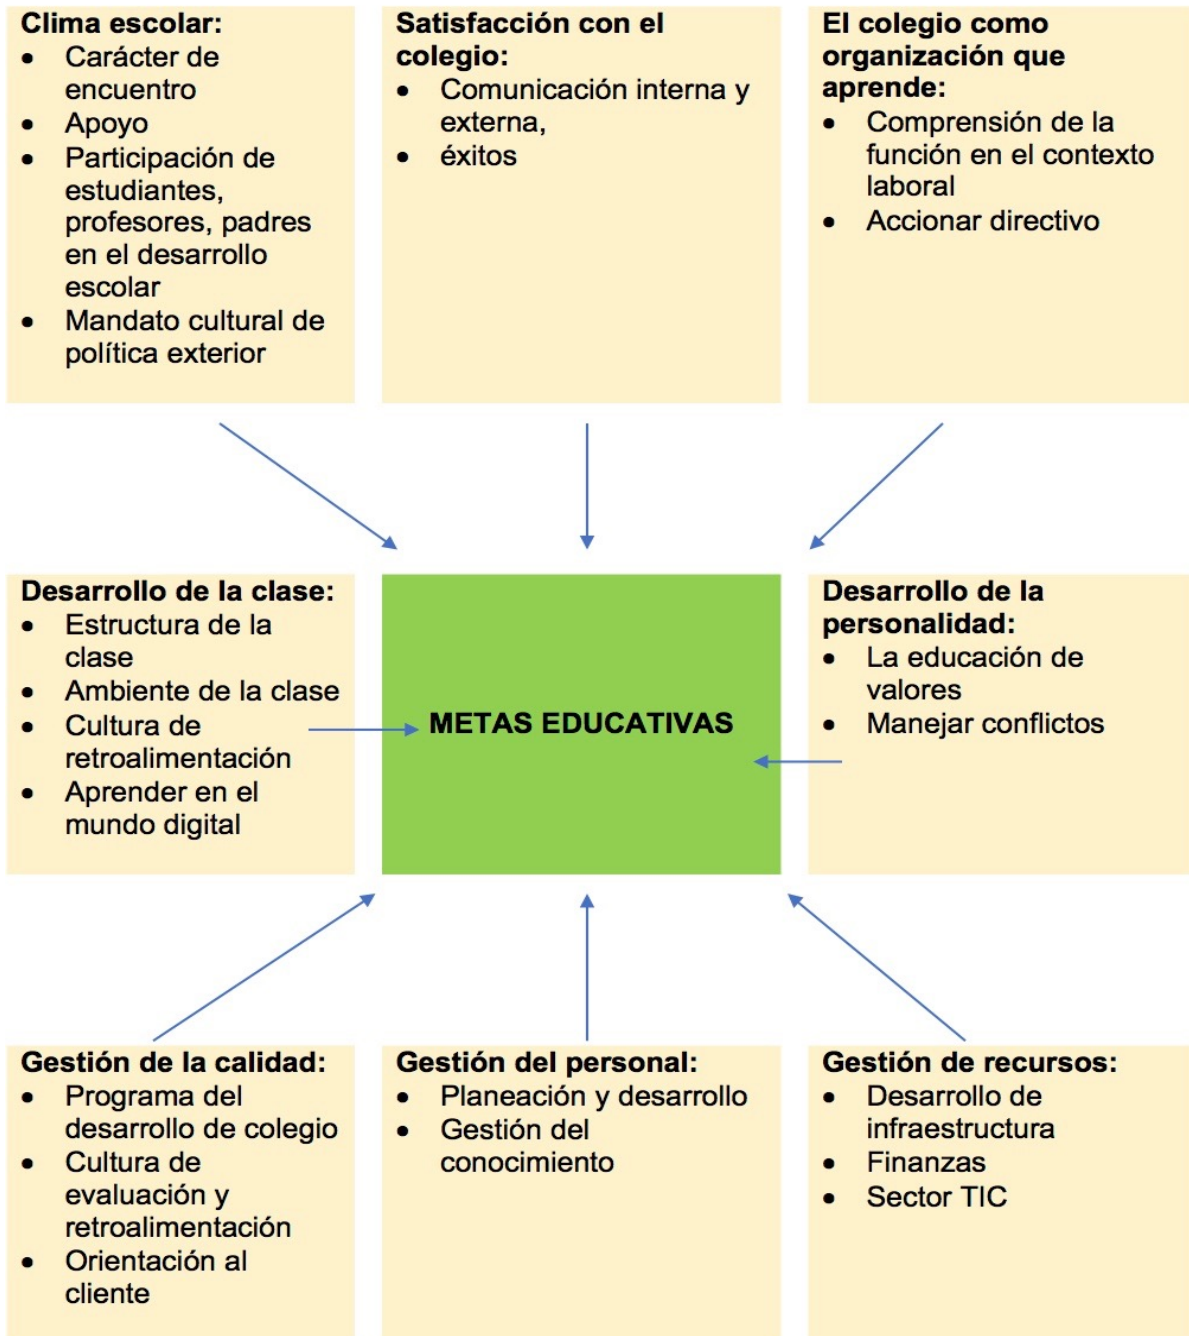 Clima escolar:
• Carácter de
encuentro
• Apoyo
• Participación de
estudiantes,
profesores, padres
en el desarrollo
escolar
• Mandato cultural de
política exterior
Satisfacción con el
colegio:
• Comunicación interna y
externa,
• éxitos
El colegio como
organización que
aprende:
• Comprensión de la
función en el contexto
laboral
• Accionar directivo
Desarrollo de la clase:
• Estructura de la
clase
• Ambiente de la clase
• Cultura de
retroalimentación
• Aprender en el
mundo digital
METAS EDUCATIVAS
Desarrollo de la
personalidad:
• La educación de
valores
• Manejar conflictos
Gestión de la calidad:
• Programa del
desarrollo de colegio
• Cultura de
evaluación y
retroalimentación
• Orientación al
cliente
Gestión del personal:
• Planeación y desarrollo
• Gestión del
conocimiento
Gestión de recursos:
• Desarrollo de
infraestructura
• Finanzas
• Sector TIC